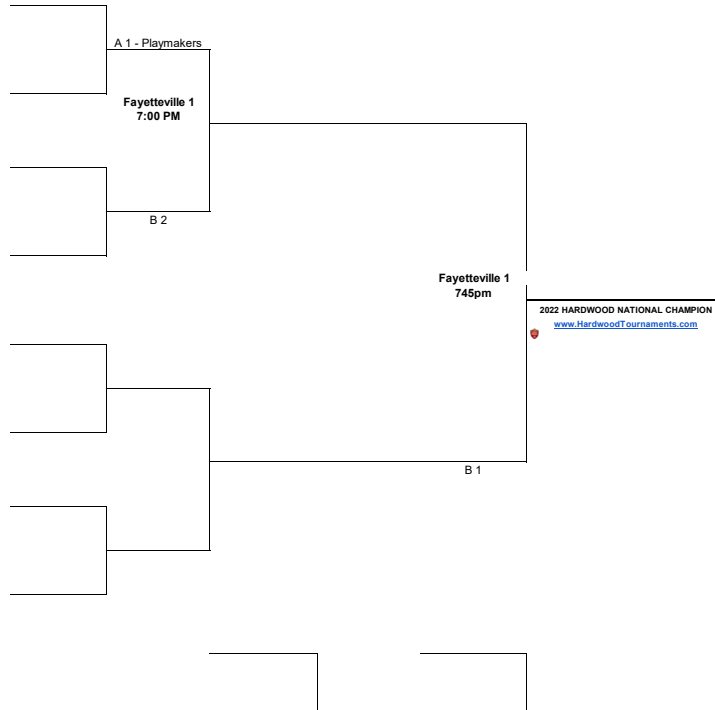 A 1 - Playmakers
Fayetteville 1
7:00 PM
B 2
Fayetteville 1
745pm
2022 HARDWOOD NATIONAL CHAMPION
www.HardwoodTournaments.com
B 1